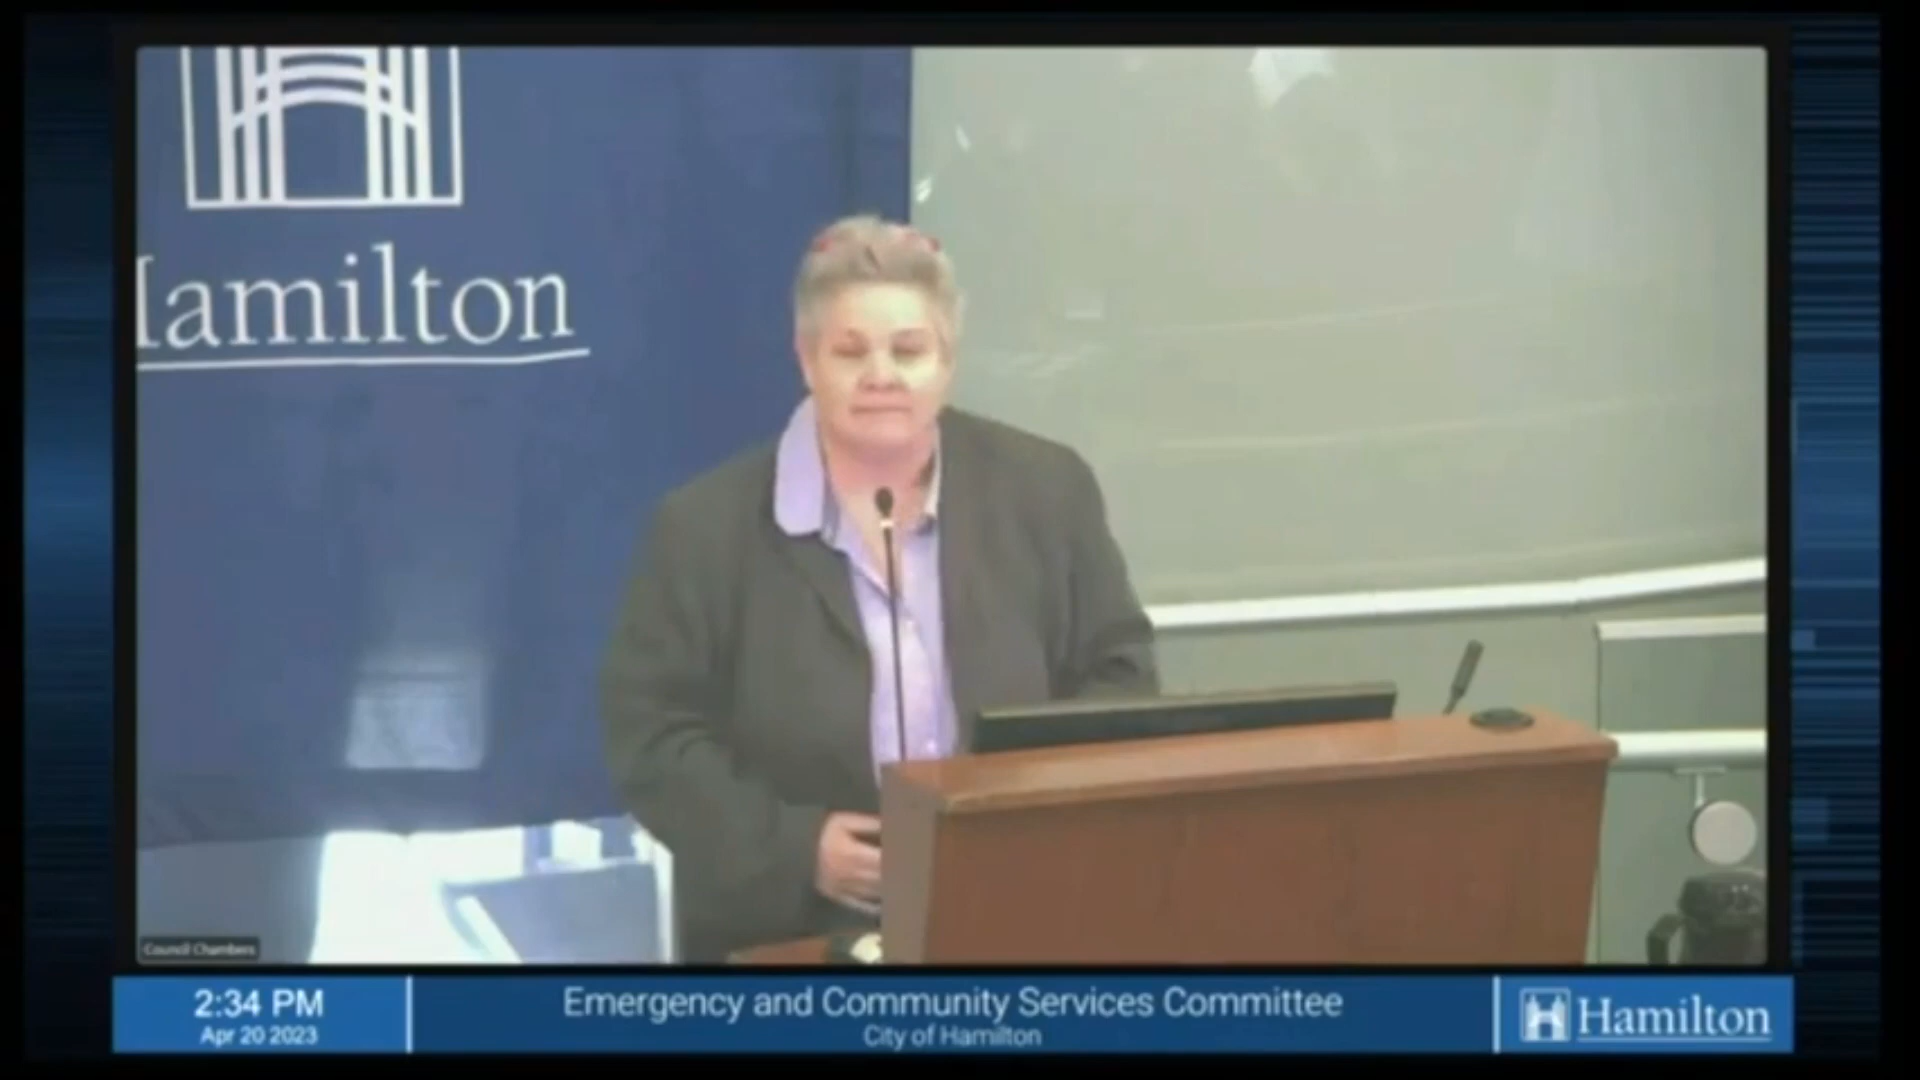 Hamilton
Council Chambers
2:34 PM
Apr 20 2023
Emergency and Community Services Committee
City of Hamilton
Hamilton